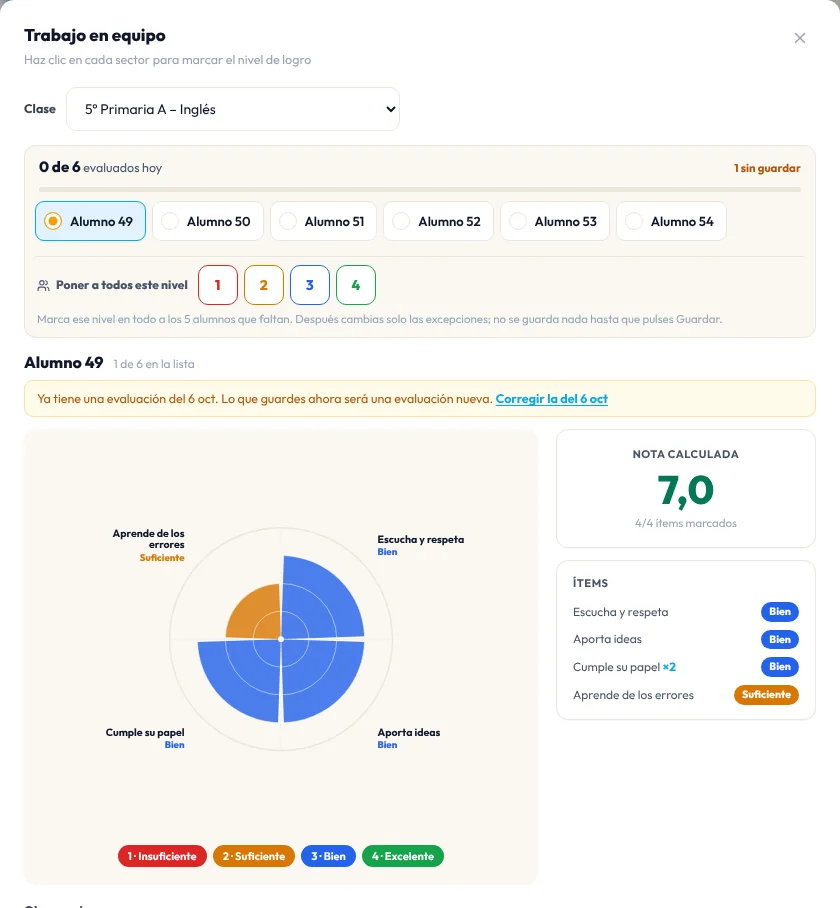 Trabajo en equipo
Haz clic en cada sector para marcar el nivel de logro
Clase
5º Primaria A – Inglés
0 de 6 evaluados hoy
1 sin guardar
Alumno 49
Alumno 50
Alumno 51
Alumno 52
Alumno 53
Alumno 54
Poner a todos este nivel
1
2
3
4
Marca ese nivel en todo a los 5 alumnos que faltan. Después cambias solo las excepciones; no se guarda nada hasta que pulses Guardar.
Alumno 49 1 de 6 en la lista
Ya tiene una evaluación del 6 oct. Lo que guardes ahora será una evaluación nueva. Corregir la del 6 oct
Aprende de los
errores
Suficiente
Escucha y respeta
Bien
Cumple su papel
Bien
Aporta ideas
Bien
1 · Insuficiente
2 · Suficiente
3 · Bien
4 · Excelente
NOTA CALCULADA
7,0
4/4 ítems marcados
ÍTEMS
Escucha y respeta Bien
Aporta ideas Bien
Cumple su papel ×2 Bien
Aprende de los errores Suficiente